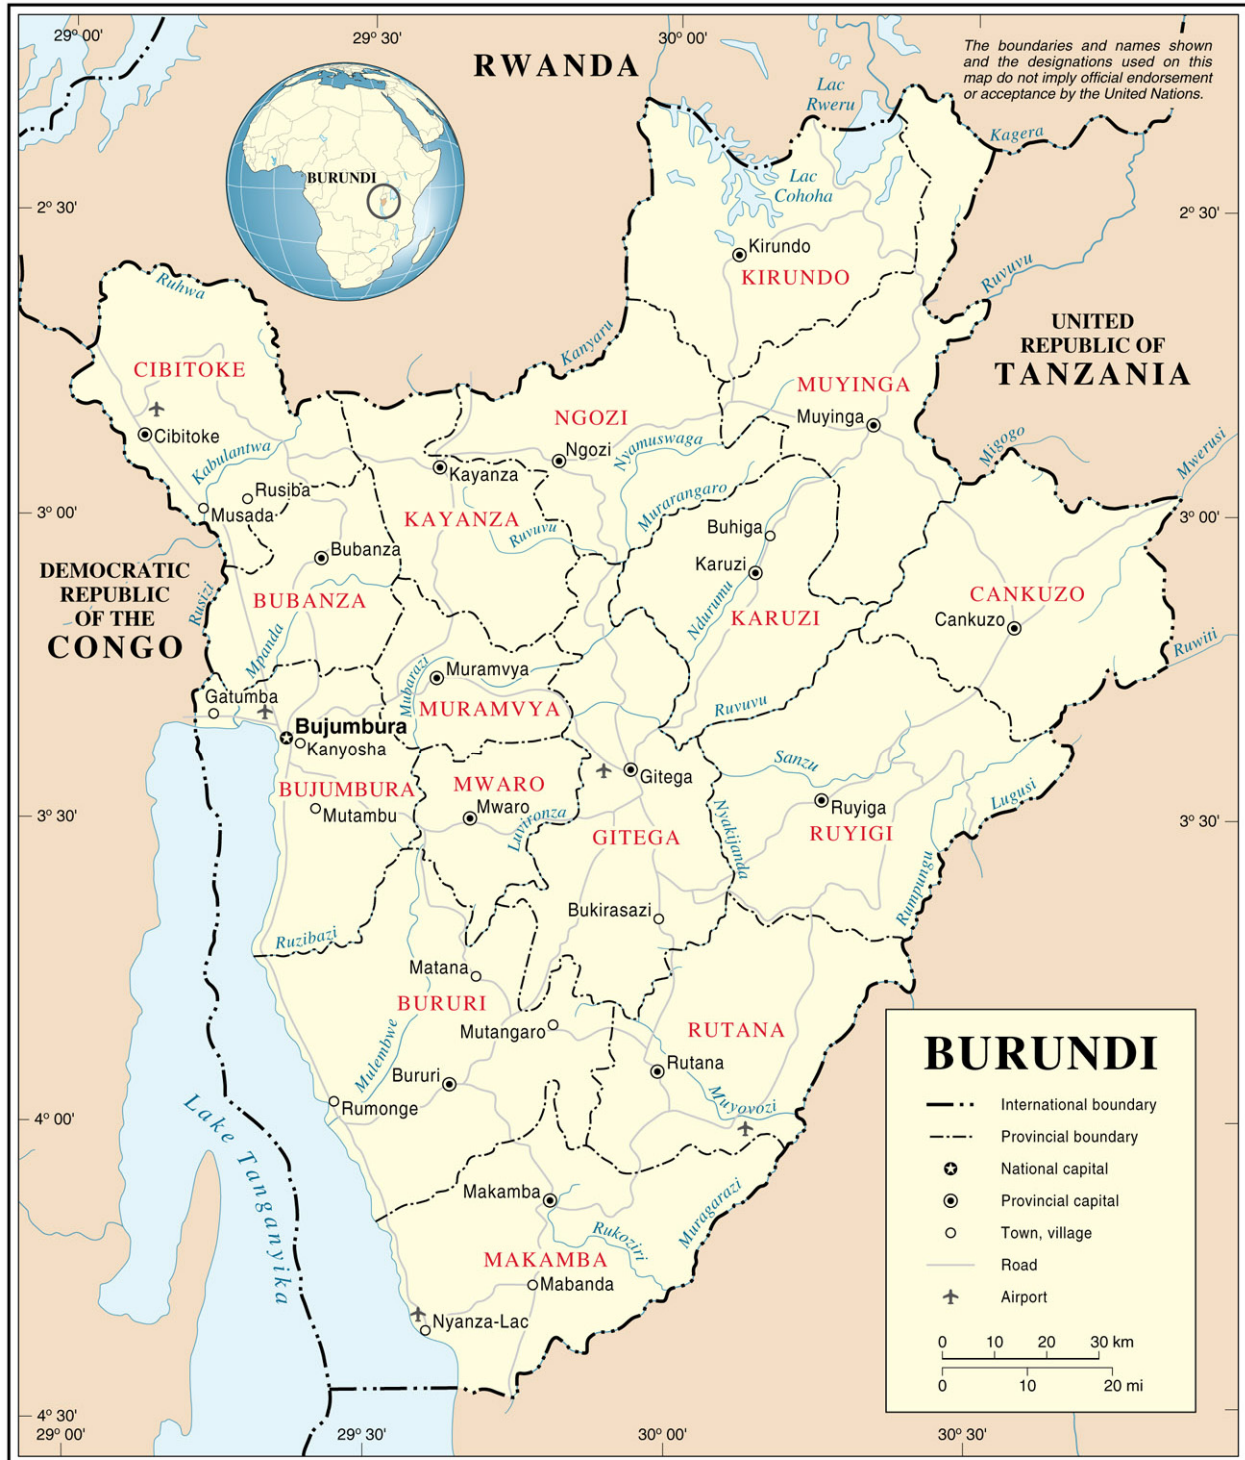 29° 00'
29° 30'
30° 00'
RWANDA
The boundaries and names shown
and the designations used on this
map do not imply official endorsement
or acceptance by the United Nations.
Lac
Rweru
Kagera
BURUNDI
Lac
Cohoha
2° 30'
2° 30'
Kirundo
KIRUNDO
Ruhwa
Ruvuvu
Kanyaru
UNITED
REPUBLIC OF
TANZANIA
CIBITOKE
MUYINGA
NGOZI
Muyinga
Cibitoke
Nyamuswaga
Ngozi
Migogo
Mwerusi
Kabulantwa
Kayanza
Rusiba
Murarangaro
Musada
3° 00'
3° 00'
KAYANZA
Ruvuvu
Buhiga
Bubanza
Karuzi
DEMOCRATIC
REPUBLIC
OF THE
CONGO
Rusizi
BUBANZA
CANKUZO
Ndurumu
KARUZI
Cankuzo
Mpanda
Ruwiti
Mubarazi
Muramvya
Gatumba
MURAMVYA
Ruvuvu
Bujumbura
Kanyosha
Sanzu
Gitega
BUJUMBURA
MWARO
Lugusi
Mutambu
Mwaro
Luvironza
Ruyiga
3° 30'
3° 30'
GITEGA
Nyakijanda
RUYIGI
Rumpungu
Bukirasazi
Ruzibazi
Matana
BURURI
Mutangaro
RUTANA
Mulembwe
Bururi
Rutana
Rumonge
Muyovozi
4° 00'
Lake Tanganyika
Makamba
Muragarazi
Rukoziri
MAKAMBA
Mabanda
Nyanza-Lac
4° 30'
29° 00'
29° 30'
30° 00'
30° 30'
BURUNDI
International boundary
Provincial boundary
National capital
Provincial capital
Town, village
Road
Airport
0 10 20 30 km
0 10 20 mi